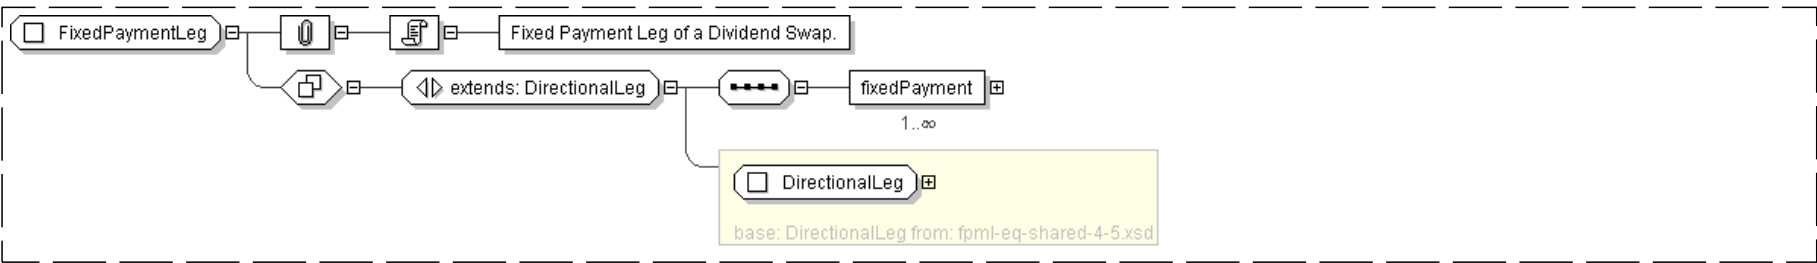 FixedPaymentLeg
Fixed Payment Leg of a Dividend Swap.
extends: DirectionalLeg
fixedPayment
1..∞
DirectionalLeg
base: DirectionalLeg from: fpml-eq-shared-4-5.xsd